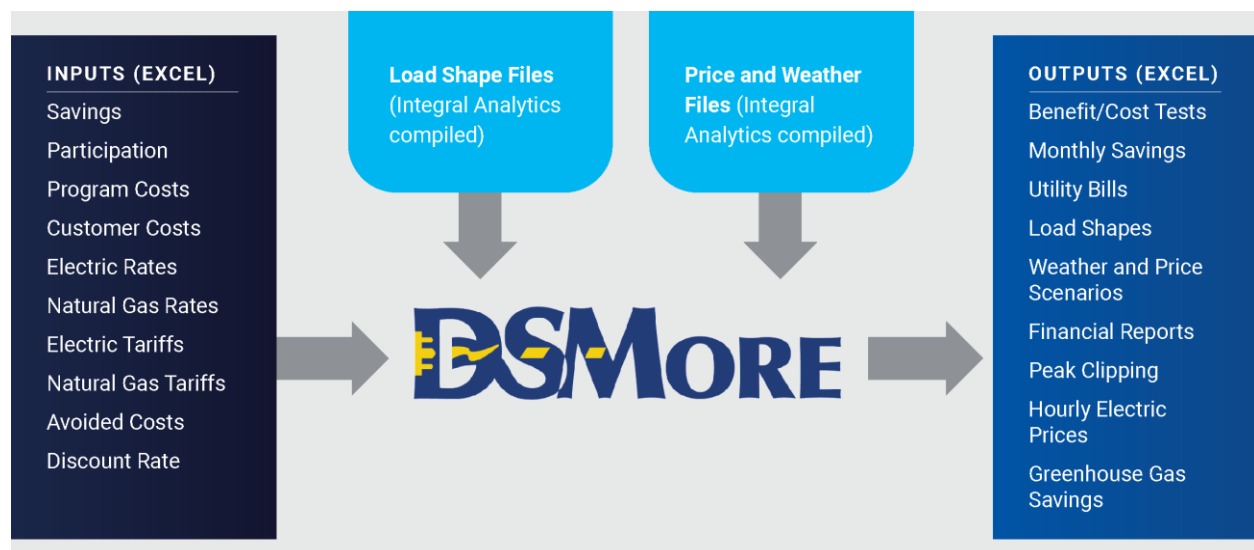 INPUTS (EXCEL)
Savings
Participation
Program Costs
Customer Costs
Electric Rates
Natural Gas Rates
Electric Tariffs
Natural Gas Tariffs
Avoided Costs
Discount Rate
Load Shape Files
(Integral Analytics
compiled)
Price and Weather
Files (Integral
Analytics compiled)
DSMORE
OUTPUTS (EXCEL)
Benefit/Cost Tests
Monthly Savings
Utility Bills
Load Shapes
Weather and Price
Scenarios
Financial Reports
Peak Clipping
Hourly Electric
Prices
Greenhouse Gas
Savings